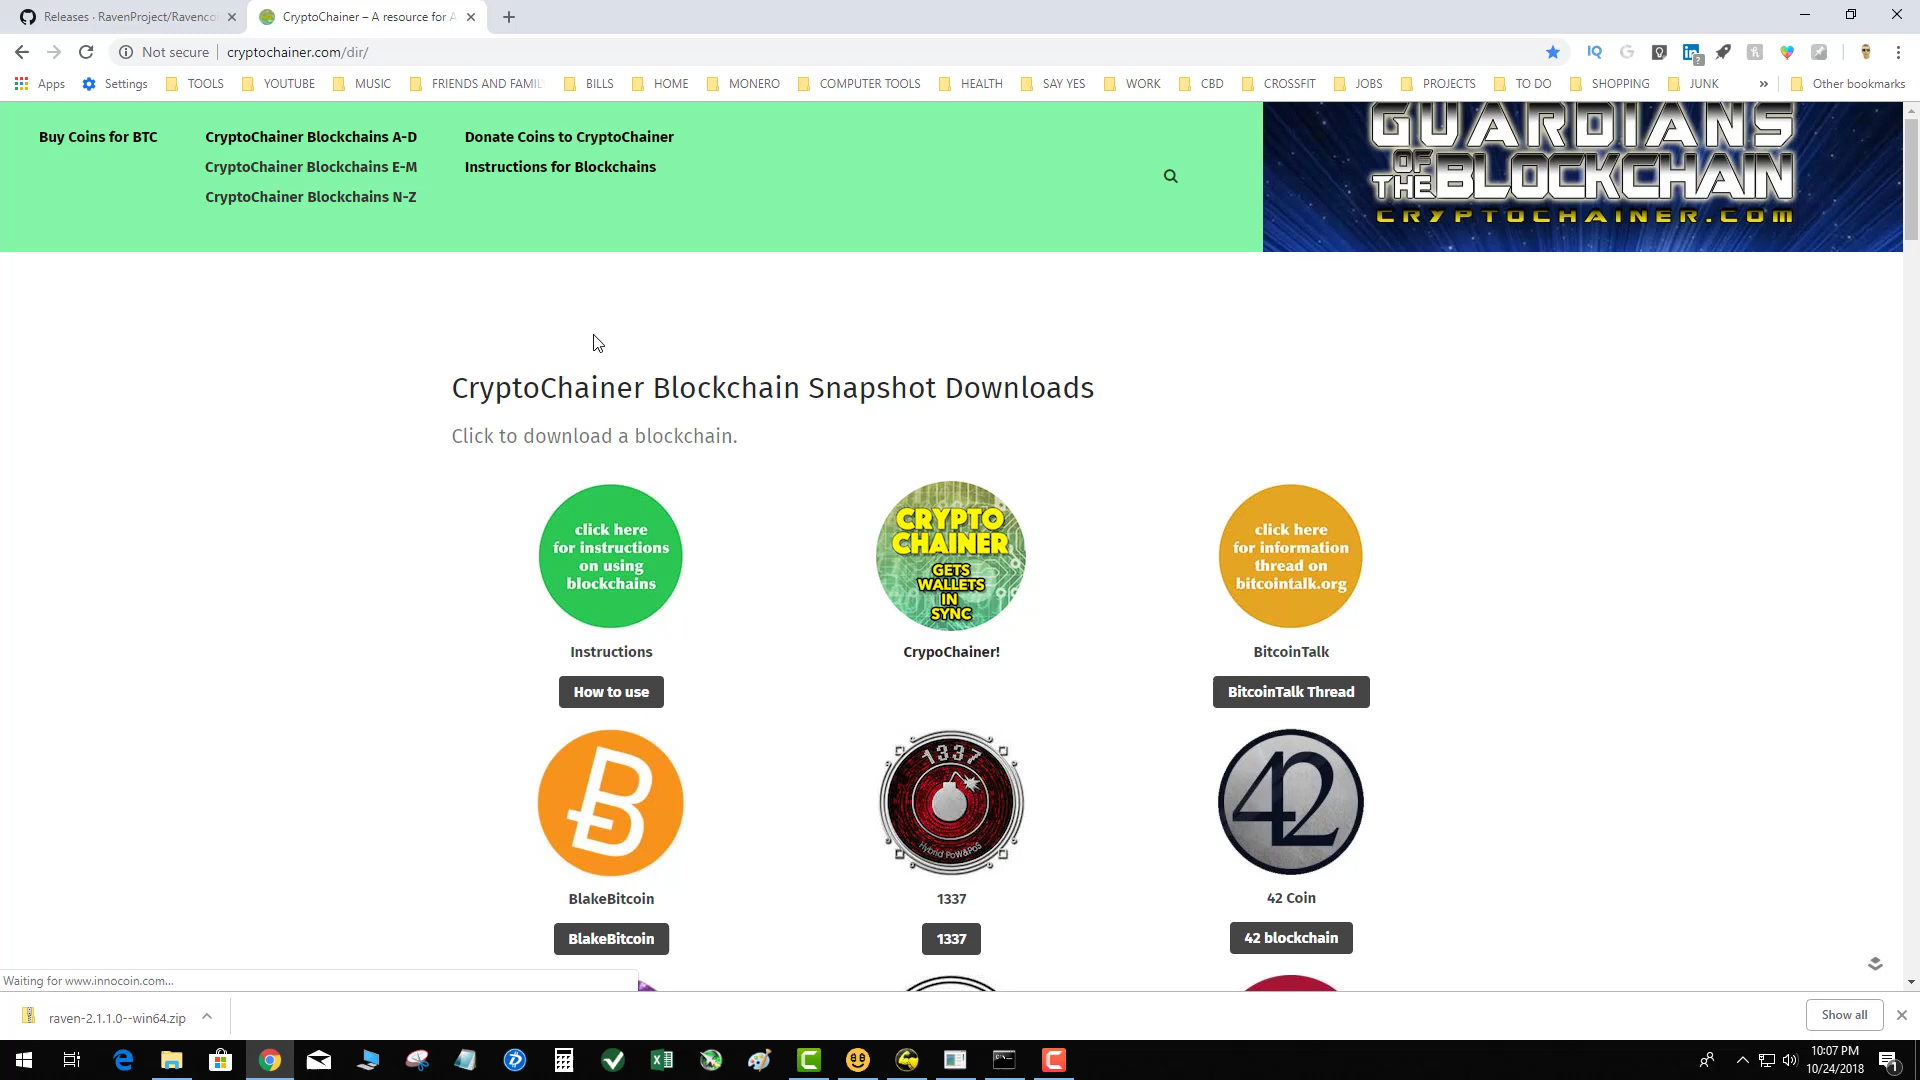 Releases · RavenProject/Ravenco
CryptoChainer – A resource for A
Not secure
cryptochainer.com/dir/
Apps
Settings
TOOLS
YOUTUBE
MUSIC
FRIENDS AND FAMIL
BILLS
HOME
MONERO
COMPUTER TOOLS
HEALTH
SAY YES
WORK
CBD
CROSSFIT
JOBS
PROJECTS
TO DO
SHOPPING
JUNK
»
Other bookmarks
Buy Coins for BTC
CryptoChainer Blockchains A-D
Donate Coins to CryptoChainer
CryptoChainer Blockchains E-M
Instructions for Blockchains
CryptoChainer Blockchains N-Z
GUARDIANS
OF THE BLOCKCHAIN
CRYPTOCHAINER.COM
CryptoChainer Blockchain Snapshot Downloads
Click to download a blockchain.
click here
for instructions
on using
blockchains
CRYPTO
CHAINER
GETS
WALLETS
IN
SYNC
click here
for information
thread on
bitcointalk.org
Instructions
CrypoChainer!
BitcoinTalk
How to use
BitcoinTalk Thread
1337
Hybrid PoW&PoS
42
BlakeBitcoin
1337
42 Coin
BlakeBitcoin
1337
42 blockchain
Waiting for www.innocoin.com...
raven-2.1.1.0--win64.zip
Show all
10:07 PM
10/24/2018
1